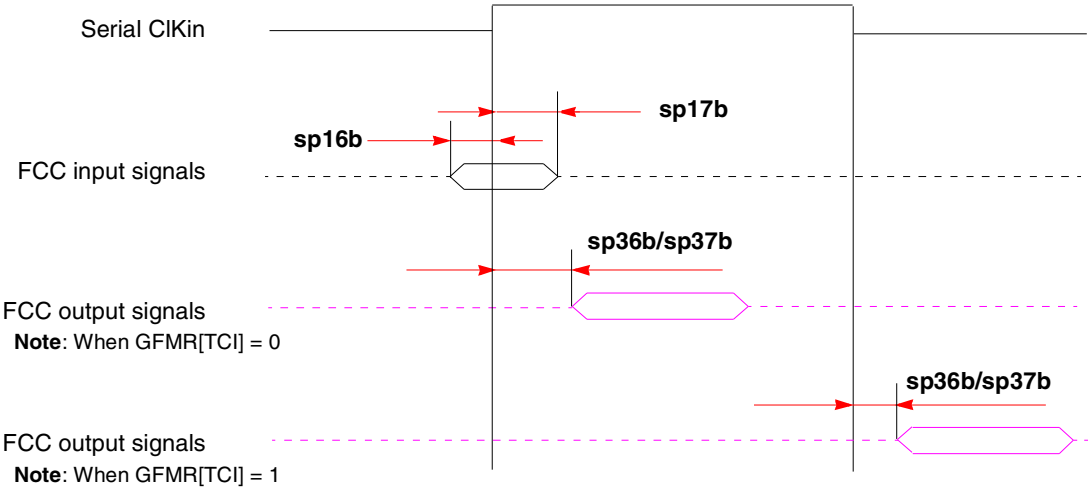 Serial ClKin
sp17b
sp16b
FCC input signals
sp36b/sp37b
FCC output signals
Note: When GFMR[TCI] = 0
sp36b/sp37b
FCC output signals
Note: When GFMR[TCI] = 1